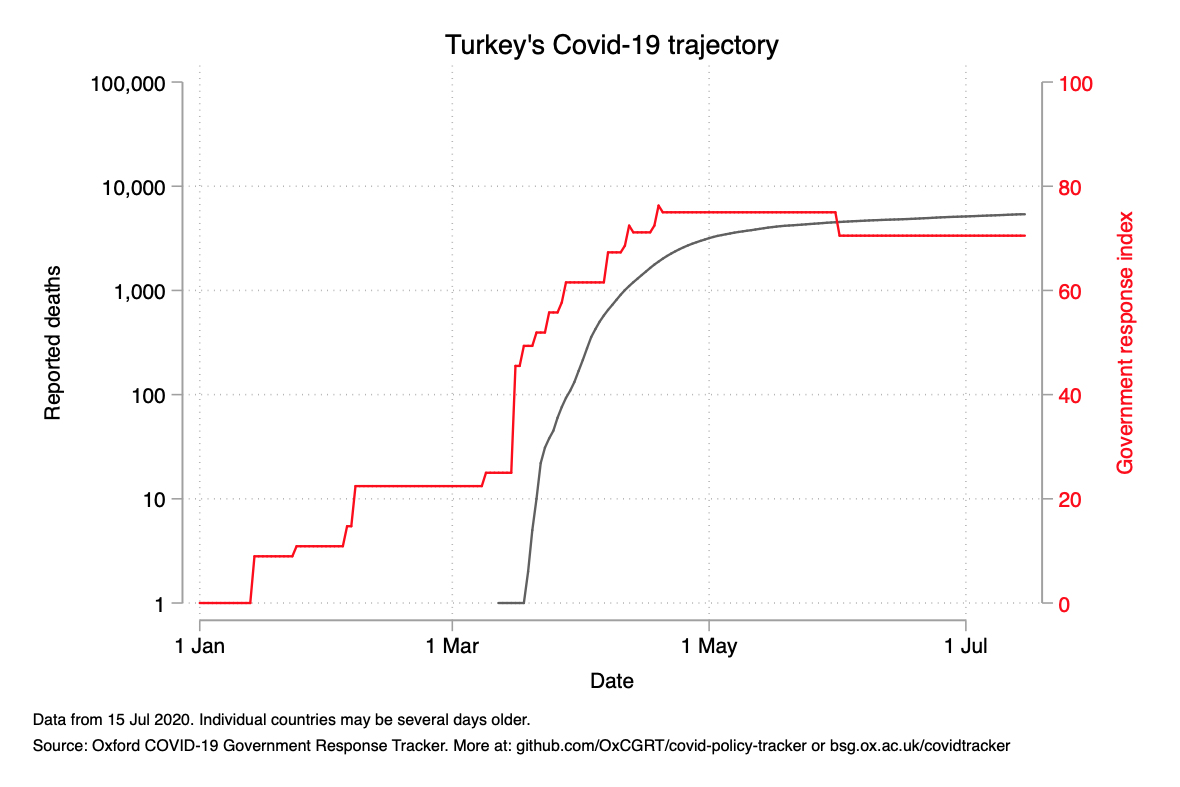 Turkey's Covid-19 trajectory
100,000
10,000
1,000
100
10
1
Reported deaths
100
80
60
40
20
0
Government response index
1 Jan
1 Mar
1 May
1 Jul
Date
Data from 15 Jul 2020. Individual countries may be several days older.
Source: Oxford COVID-19 Government Response Tracker. More at: github.com/OxCGRT/covid-policy-tracker or bsg.ox.ac.uk/covidtracker